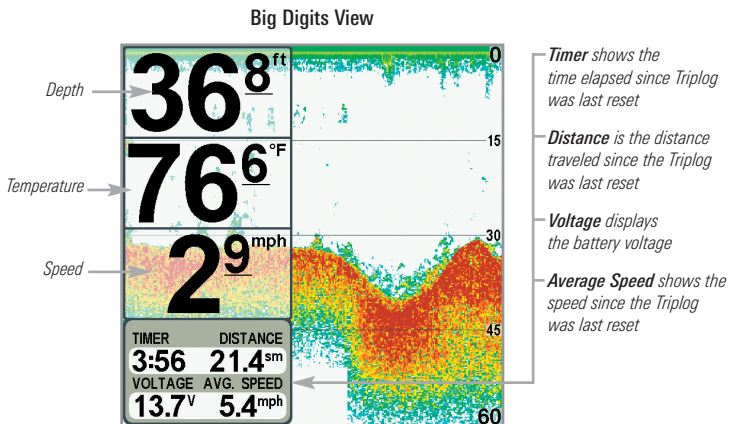 Big Digits View
Depth
36 8 ft
Temperature
76 6 °F
Speed
2 9 mph
TIMER DISTANCE
3:56 21.4 sm
VOLTAGE AVG. SPEED
13.7 V 5.4 mph
0
15
30
45
60
Timer shows the
time elapsed since Triplog
was last reset
Distance is the distance
traveled since the Triplog
was last reset
Voltage displays
the battery voltage
Average Speed shows the
speed since the Triplog
was last reset